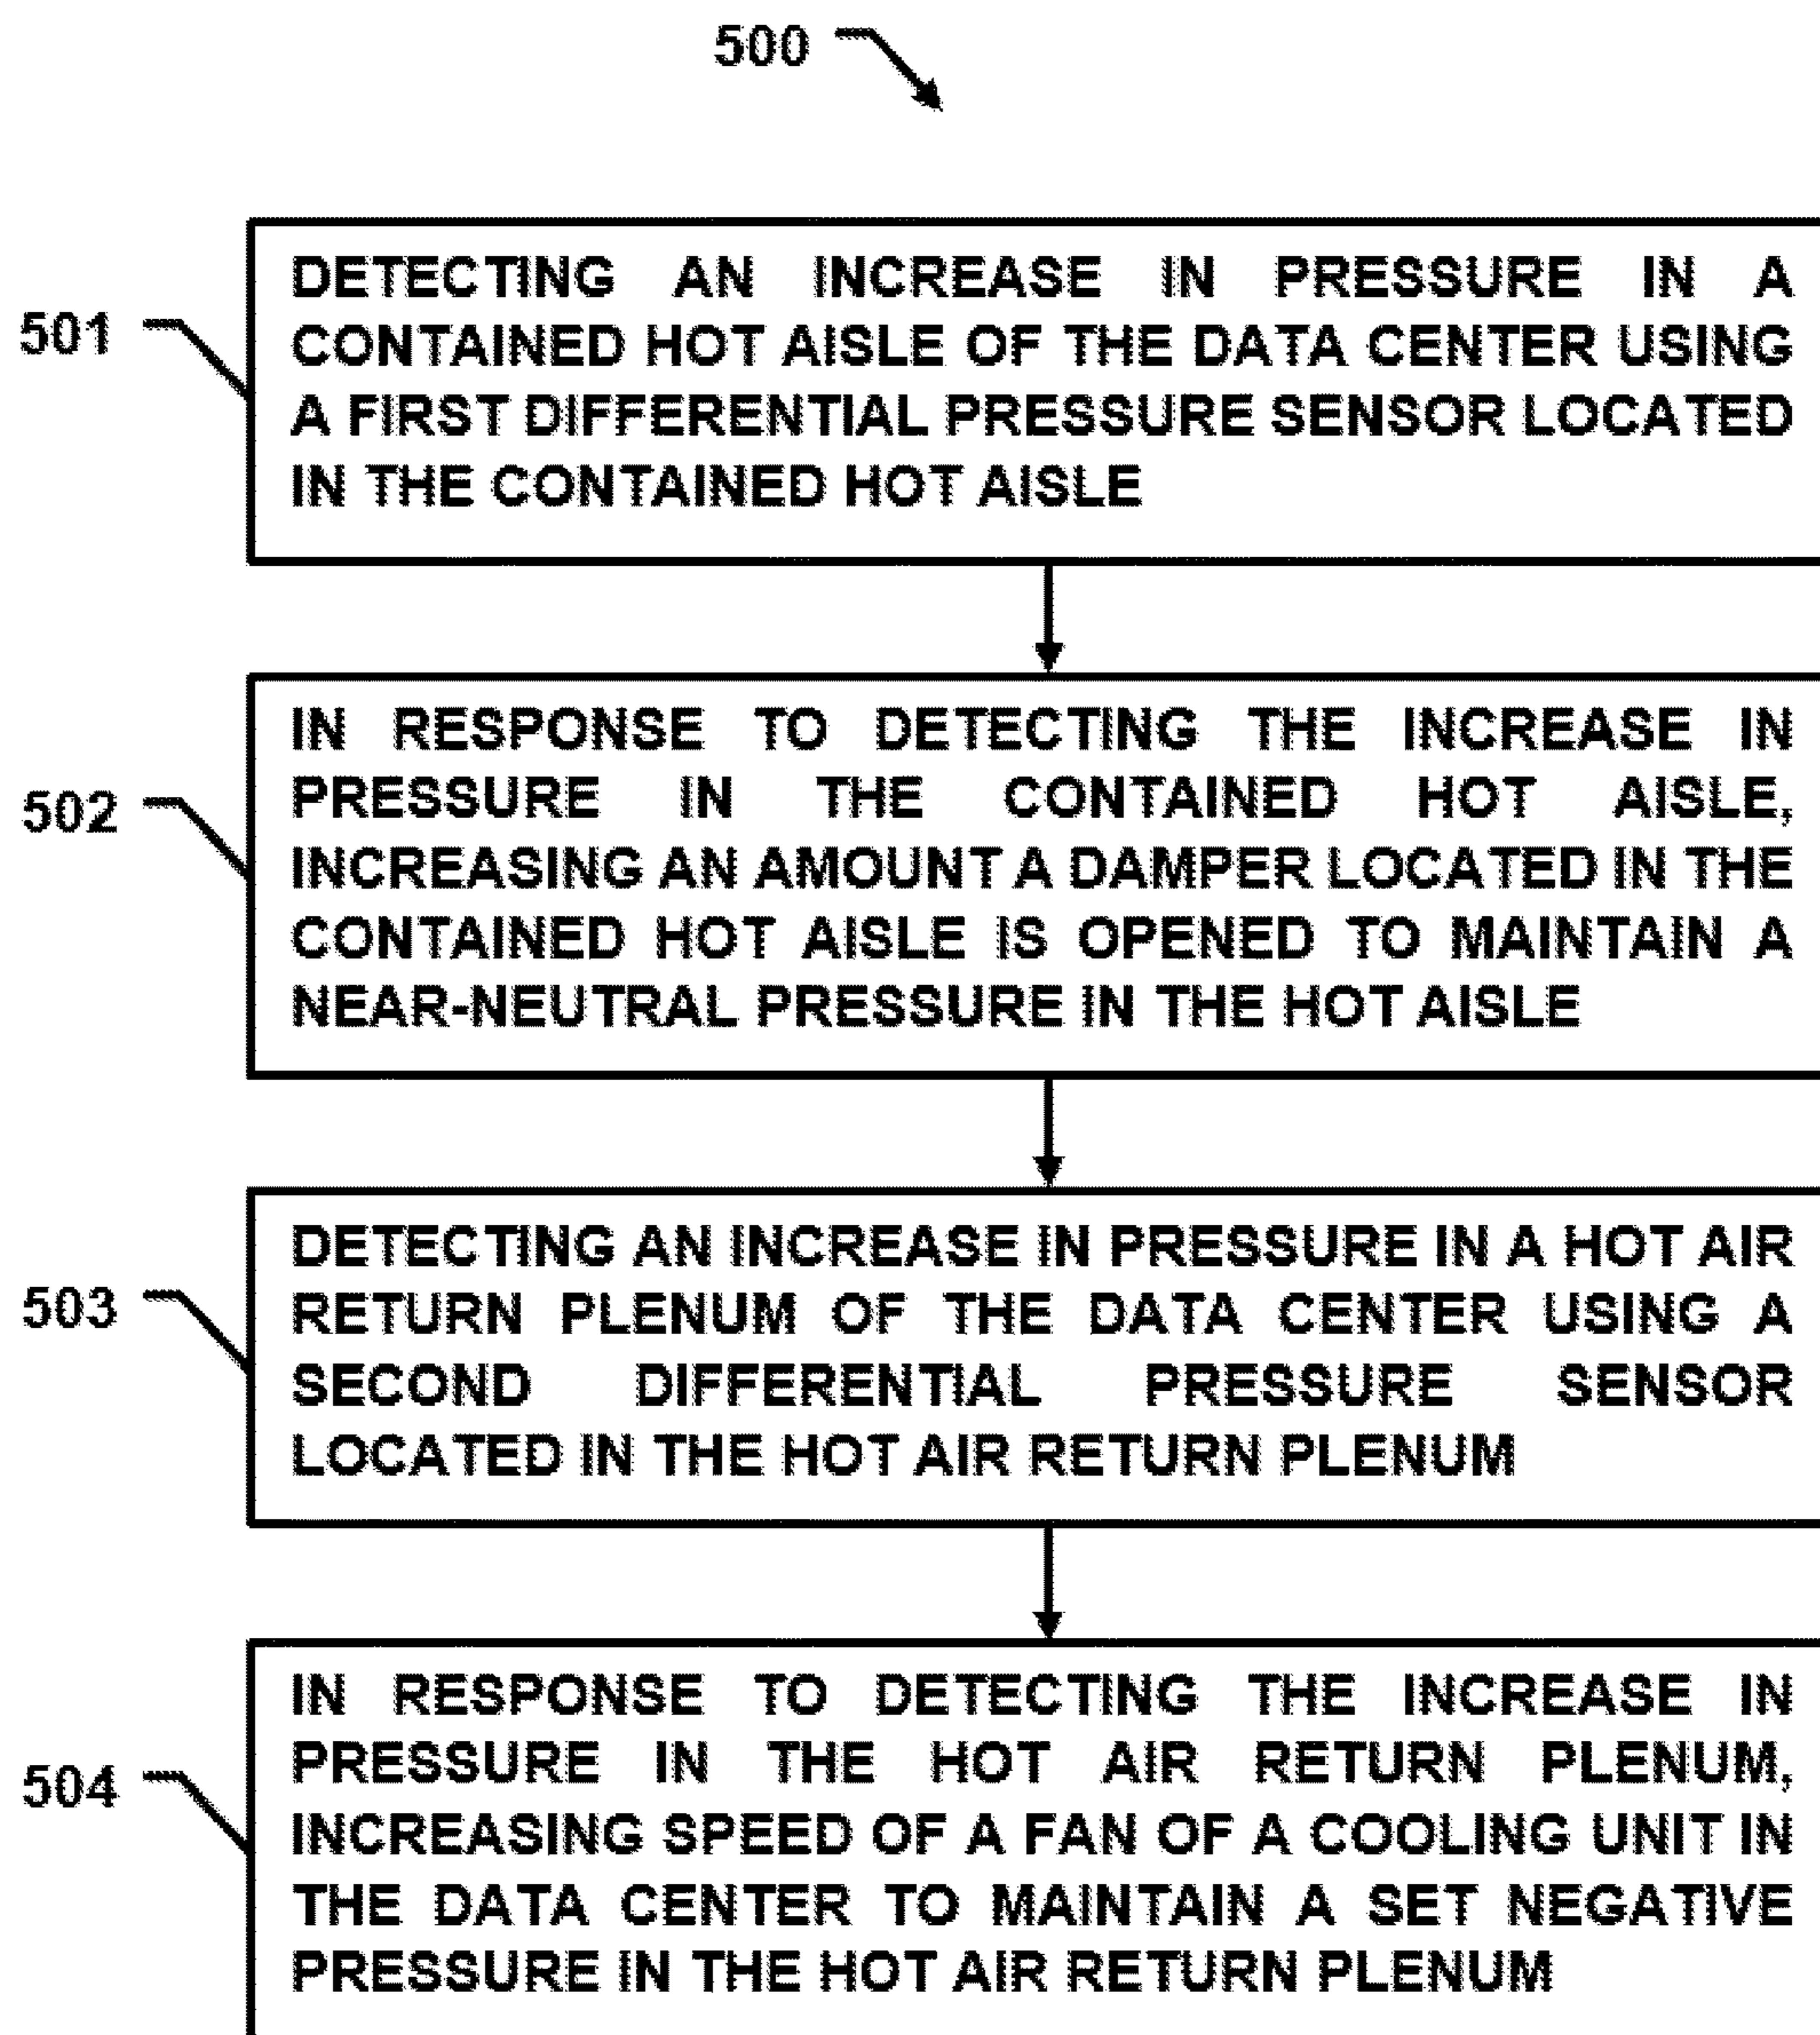 500
501
DETECTING AN INCREASE IN PRESSURE IN A
CONTAINED HOT AISLE OF THE DATA CENTER USING
A FIRST DIFFERENTIAL PRESSURE SENSOR LOCATED
IN THE CONTAINED HOT AISLE
502
IN RESPONSE TO DETECTING THE INCREASE IN
PRESSURE IN THE CONTAINED HOT AISLE,
INCREASING AN AMOUNT A DAMPER LOCATED IN THE
CONTAINED HOT AISLE IS OPENED TO MAINTAIN A
NEAR-NEUTRAL PRESSURE IN THE HOT AISLE
503
DETECTING AN INCREASE IN PRESSURE IN A HOT AIR
RETURN PLENUM OF THE DATA CENTER USING A
SECOND DIFFERENTIAL PRESSURE SENSOR
LOCATED IN THE HOT AIR RETURN PLENUM
504
IN RESPONSE TO DETECTING THE INCREASE IN
PRESSURE IN THE HOT AIR RETURN PLENUM,
INCREASING SPEED OF A FAN OF A COOLING UNIT IN
THE DATA CENTER TO MAINTAIN A SET NEGATIVE
PRESSURE IN THE HOT AIR RETURN PLENUM